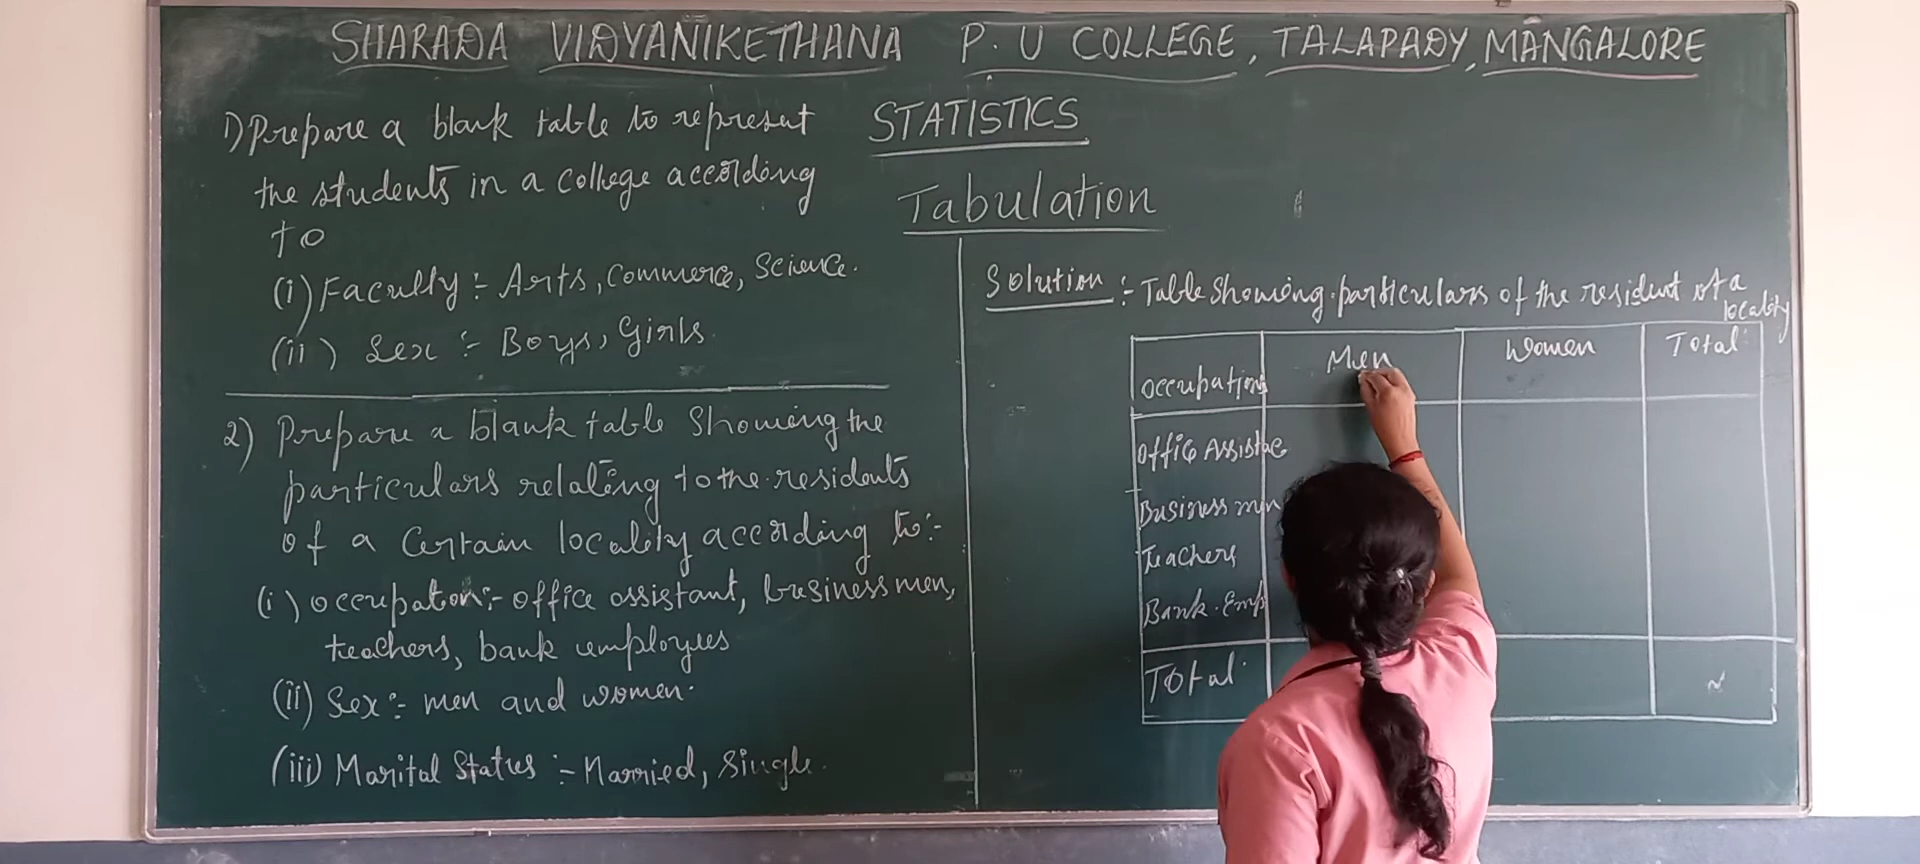 SHARADA VIDYANIKETHANA P.U COLLEGE, TALAPADY, MANGALORE
STATISTICS
Tabulation
1) Prepare a blank table to represent
the students in a college according
to
(i) Faculty :- Arts, Commerce, Science.
(ii) Sex :- Boys, Girls.
2) Prepare a blank table Showing the
particulars relating to the residents
of a certain locality according to:-
(i) occupation:- office assistant, business men,
teachers, bank employees
(ii) Sex :- men and women.
(iii) Marital Status :- Married, Single.
Solution :- Table Showing particulars of the resident of a
locality
Occupation Men Women Total
Office Assistac
Business men
Teachers
Bank. Emp
Total